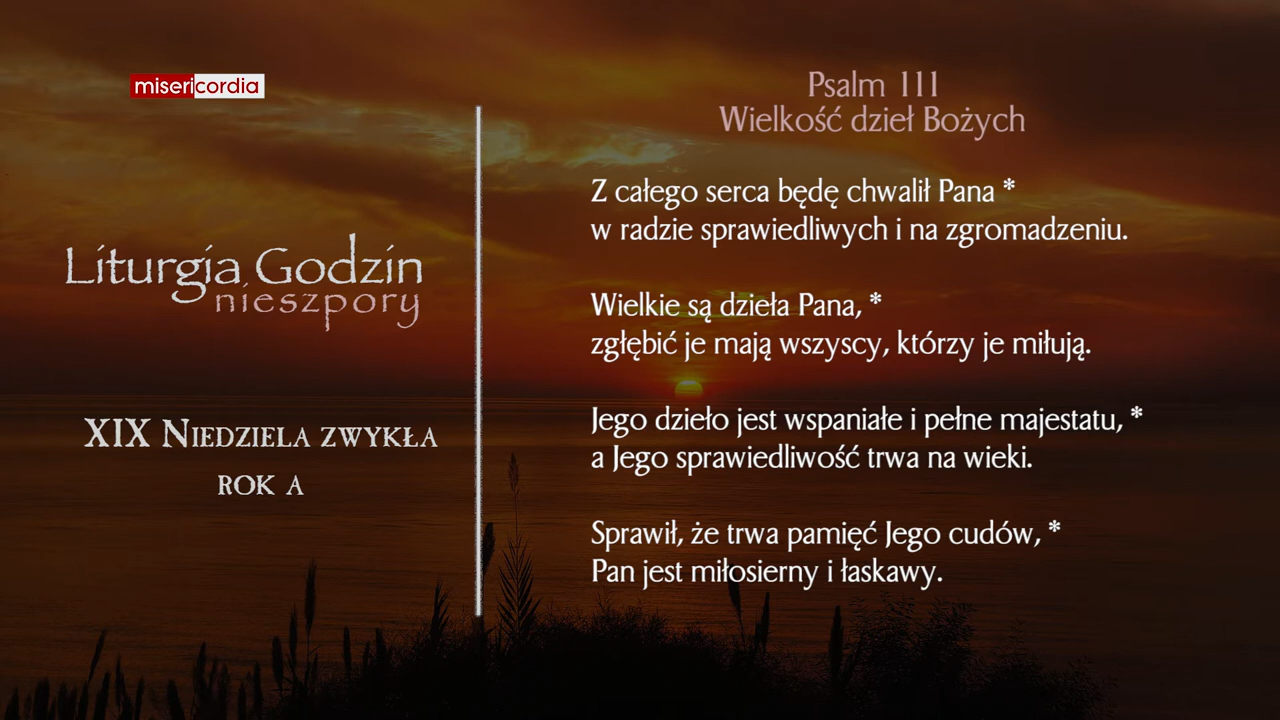 misericordia
Liturgia Godzin
nieszpory
XIX Niedziela zwykła
rok A
Psalm 111
Wielkość dzieł Bożych
Z całego serca będę chwalił Pana *
w radzie sprawiedliwych i na zgromadzeniu.
Wielkie są dzieła Pana, *
zgłębić je mają wszyscy, którzy je miłują.
Jego dzieło jest wspaniałe i pełne majestatu, *
a Jego sprawiedliwość trwa na wieki.
Sprawił, że trwa pamięć Jego cudów, *
Pan jest miłosierny i łaskawy.